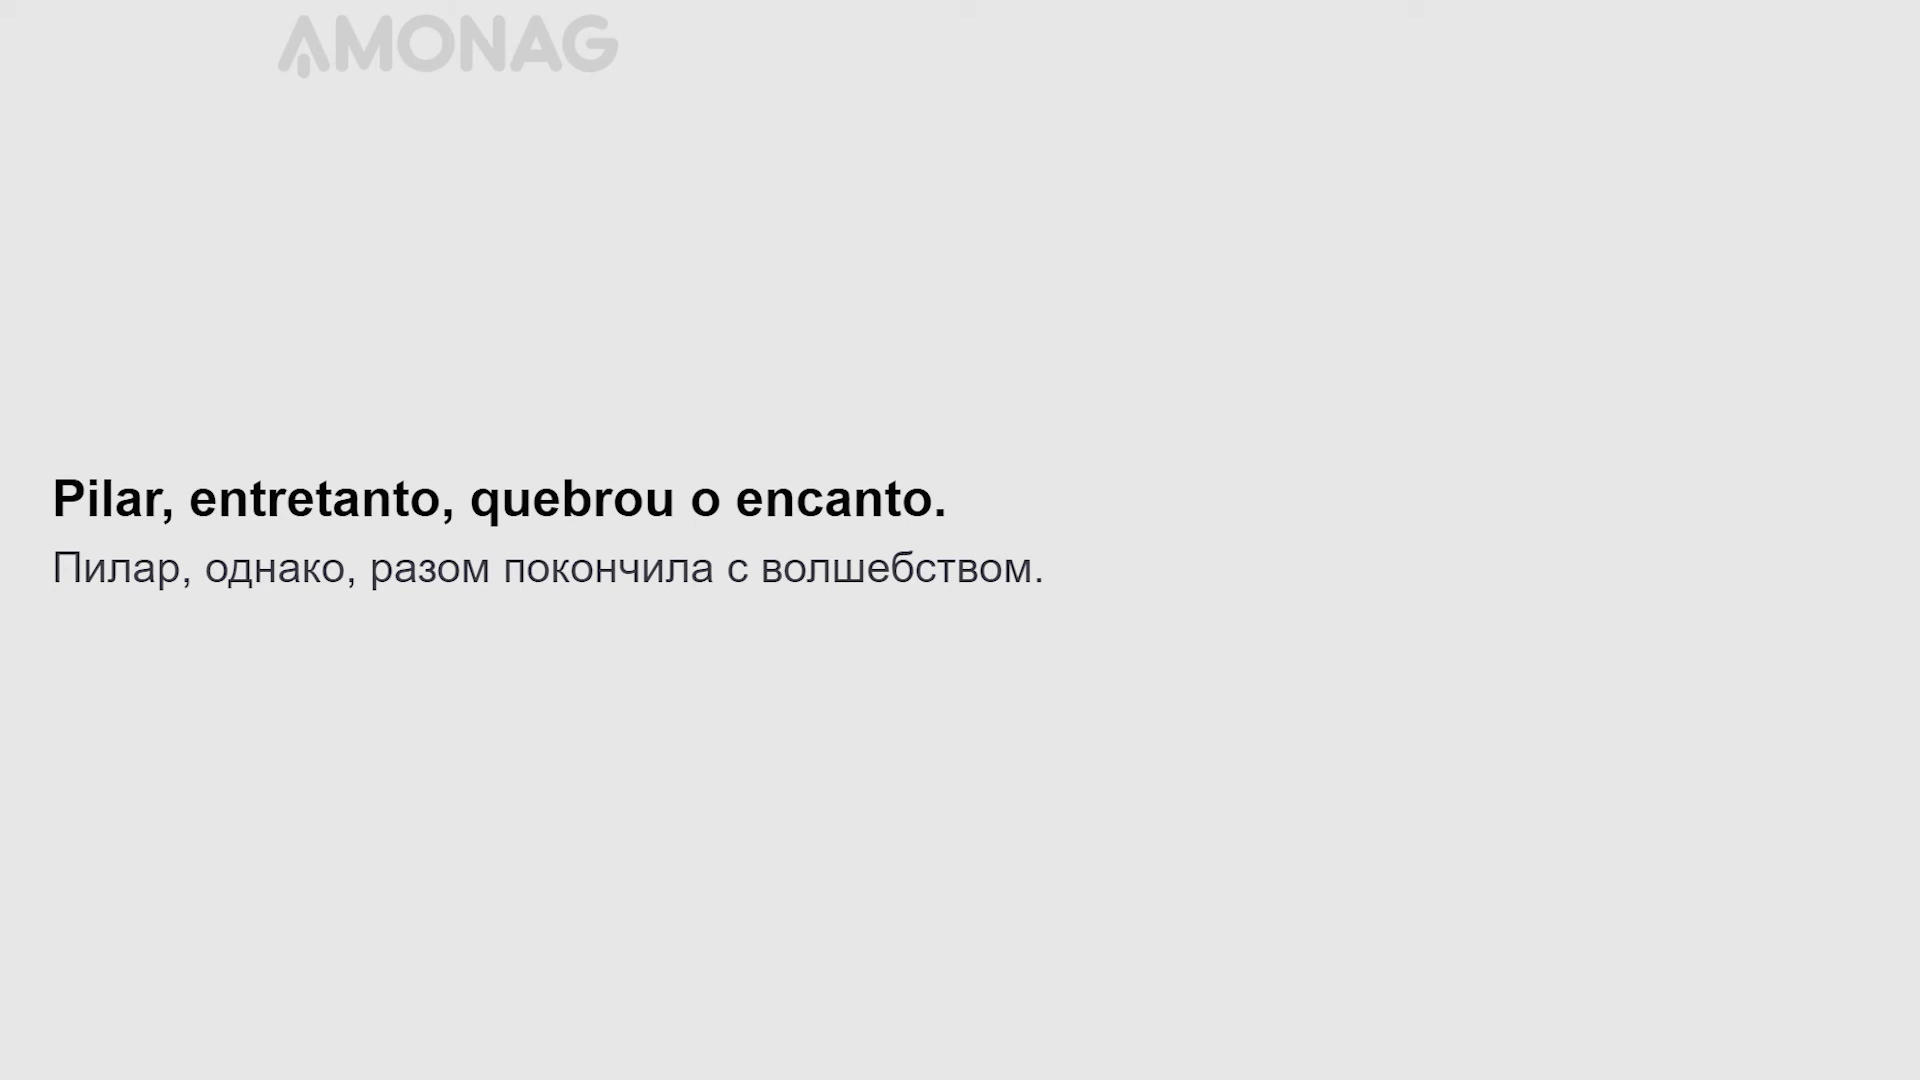 AMONAG
Pilar, entretanto, quebrou o encanto.
Пилар, однако, разом покончила с волшебством.